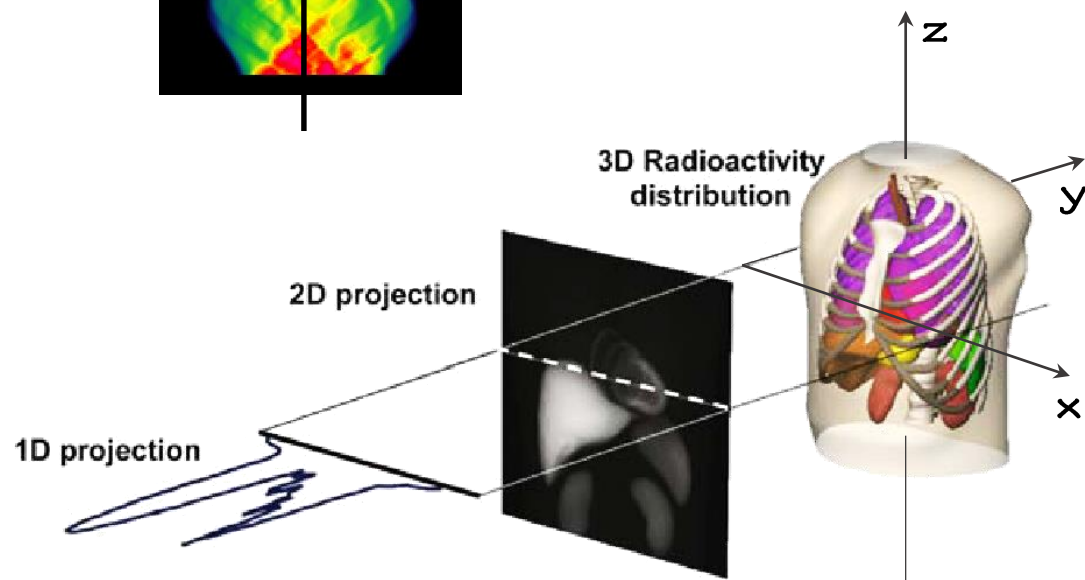 z
3D Radioactivity
distribution
y
2D projection
x
1D projection